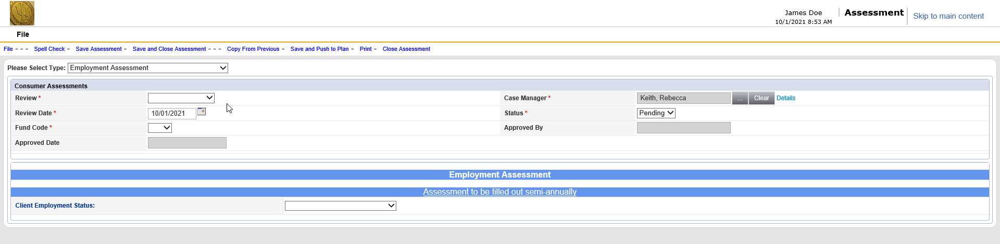 James Doe
10/1/2021 8:53 AM
Assessment
Skip to main content
File
File - - - Spell Check - Save Assessment - Save and Close Assessment - - - Copy From Previous - Save and Push to Plan - Print - Close Assessment
Please Select Type: Employment Assessment
Consumer Assessments
Review * Case Manager * Keith, Rebecca ... Clear Details
Review Date * 10/01/2021 Status * Pending
Fund Code * Approved By
Approved Date
Employment Assessment
Assessment to be filled out semi-annually
Client Employment Status: